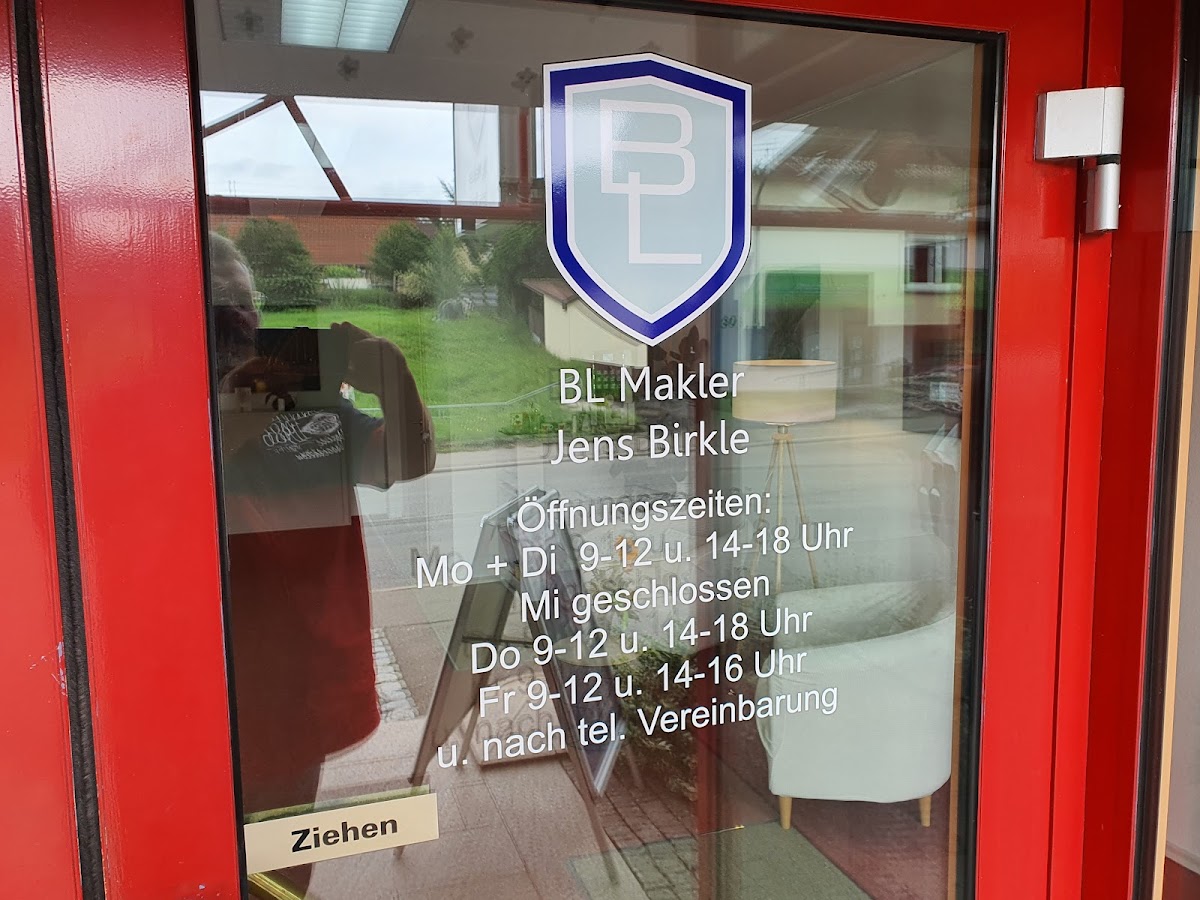 BL
BL Makler
Jens Birkle
Öffnungszeiten:
Mo + Di 9-12 u. 14-18 Uhr
Mi geschlossen
Do 9-12 u. 14-18 Uhr
Fr 9-12 u. 14-16 Uhr
u. nach tel. Vereinbarung
Ziehen